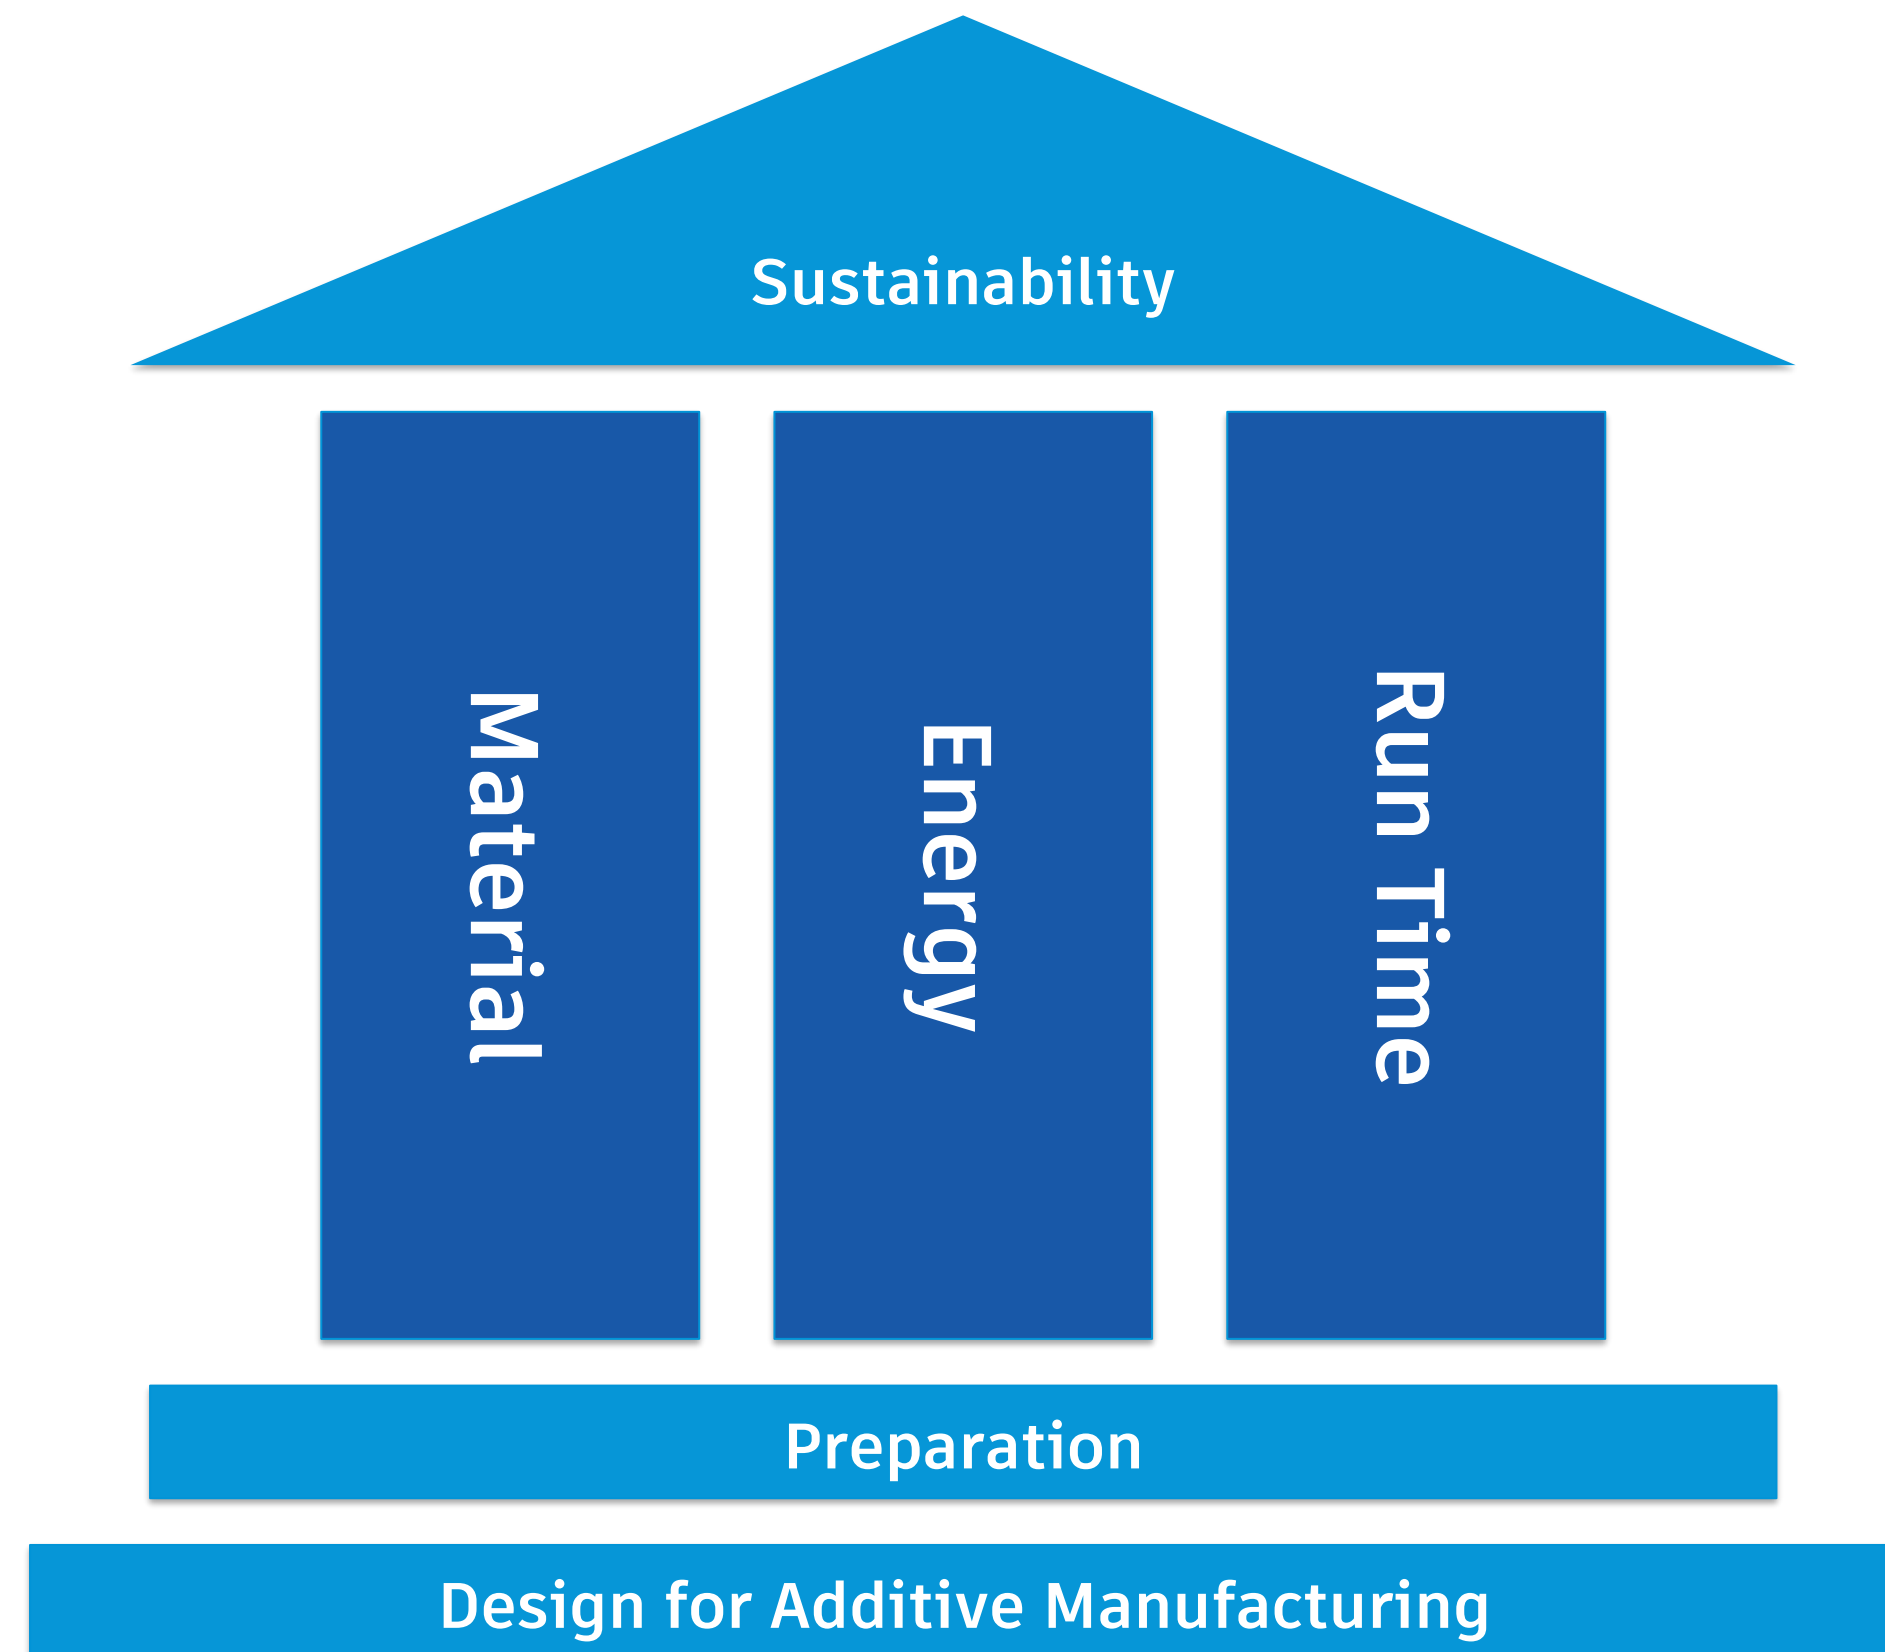 Sustainability
Material
Energy
Run Time
Preparation
Design for Additive Manufacturing